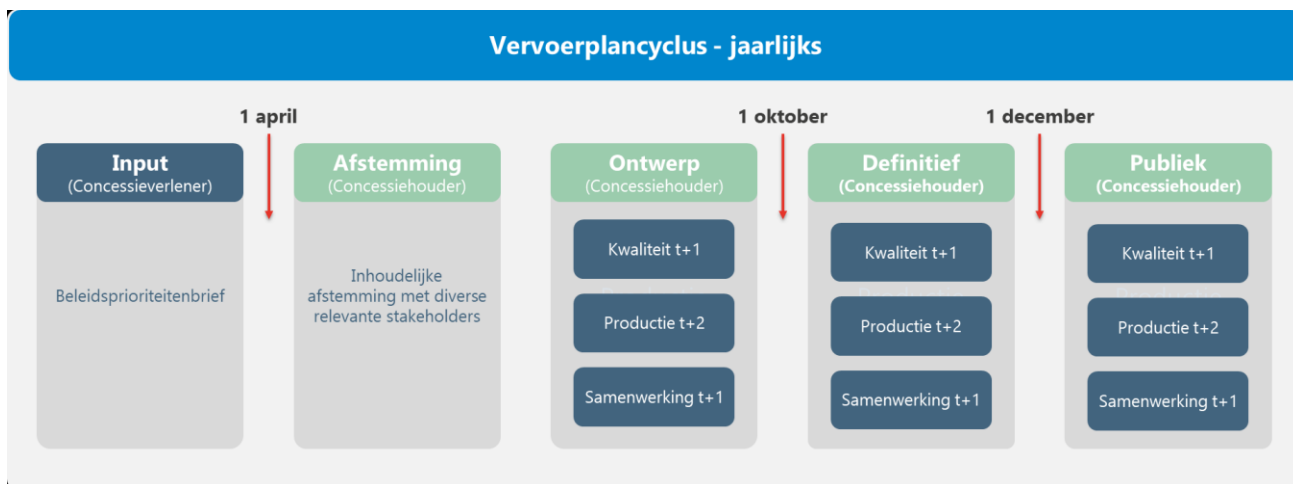 Vervoerplancyclus - jaarlijks
1 april
1 oktober
1 december
Input
(Concessieverlener)
Beleidsprioriteitenbrief
Afstemming
(Concessiehouder)
Inhoudelijke
afstemming met diverse
relevante stakeholders
Ontwerp
(Concessiehouder)
Kwaliteit t+1
Productie t+2
Samenwerking t+1
Definitief
(Concessiehouder)
Kwaliteit t+1
Productie t+2
Samenwerking t+1
Publiek
(Concessiehouder)
Kwaliteit t+1
Productie t+2
Samenwerking t+1